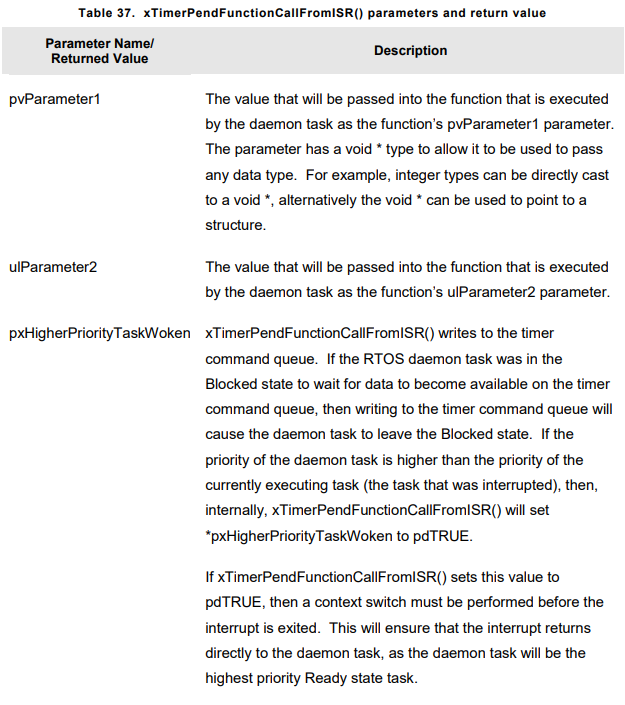 Table 37. xTimerPendFunctionCallFromISR() parameters and return value
Parameter Name/
Returned Value
Description
pvParameter1
The value that will be passed into the function that is executed
by the daemon task as the function’s pvParameter1 parameter.
The parameter has a void * type to allow it to be used to pass
any data type. For example, integer types can be directly cast
to a void *, alternatively the void * can be used to point to a
structure.
ulParameter2
The value that will be passed into the function that is executed
by the daemon task as the function’s ulParameter2 parameter.
pxHigherPriorityTaskWoken
xTimerPendFunctionCallFromISR() writes to the timer
command queue. If the RTOS daemon task was in the
Blocked state to wait for data to become available on the timer
command queue, then writing to the timer command queue will
cause the daemon task to leave the Blocked state. If the
priority of the daemon task is higher than the priority of the
currently executing task (the task that was interrupted), then,
internally, xTimerPendFunctionCallFromISR() will set
*pxHigherPriorityTaskWoken to pdTRUE.
If xTimerPendFunctionCallFromISR() sets this value to
pdTRUE, then a context switch must be performed before the
interrupt is exited. This will ensure that the interrupt returns
directly to the daemon task, as the daemon task will be the
highest priority Ready state task.